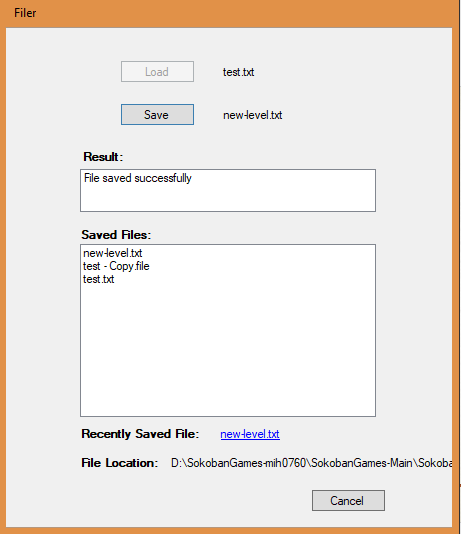 Filer
Load test.txt
Save new-level.txt
Result:
File saved successfully
Saved Files:
new-level.txt
test - Copy.file
test.txt
Recently Saved File: new-level.txt
File Location: D:\SokobanGames-mih0760\SokobanGames-Main\Sokoba
Cancel